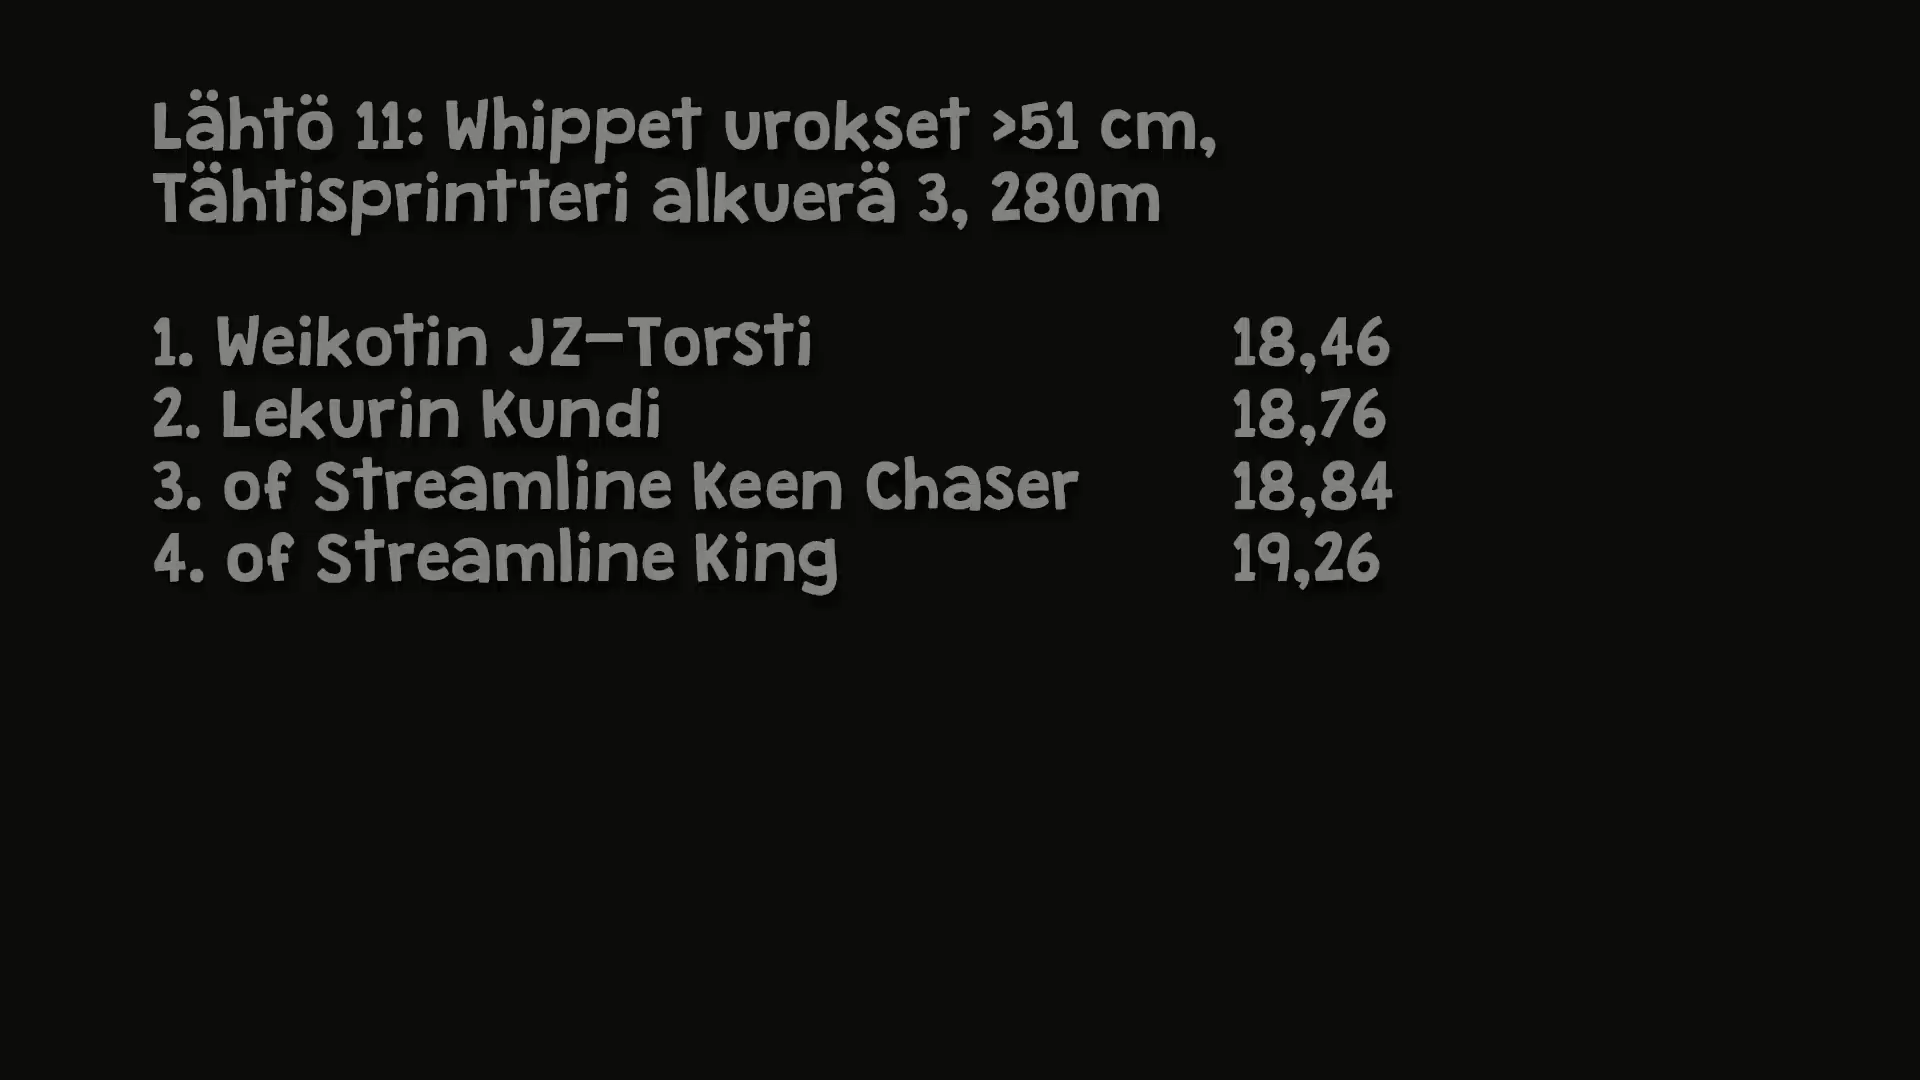 Lähtö 11: Whippet urokset >51 cm,
Tähtisprintteri alkuerä 3, 280m
1. Weikotin JZ-Torsti 18,46
2. Lekurin Kundi 18,76
3. of Streamline Keen Chaser 18,84
4. of Streamline King 19,26